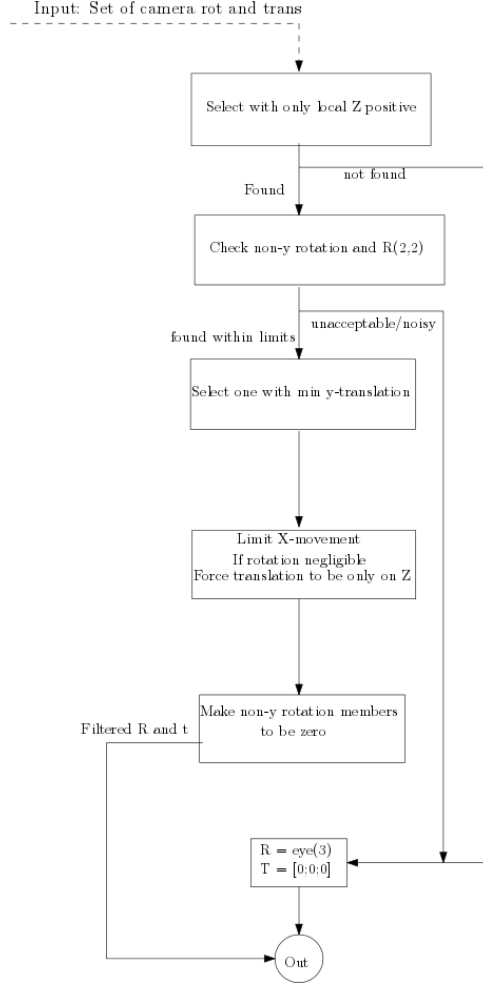 Input: Set of camera rot and trans
Select with only local Z positive
not found
Found
Check non-y rotation and R(2,2)
unacceptable/noisy
found within limits
Select one with min y-translation
Limit X-movement
If rotation negligible
Force translation to be only on Z
Make non-y rotation members
to be zero
Filtered R and t
R = eye(3)
T = [0;0;0]
Out